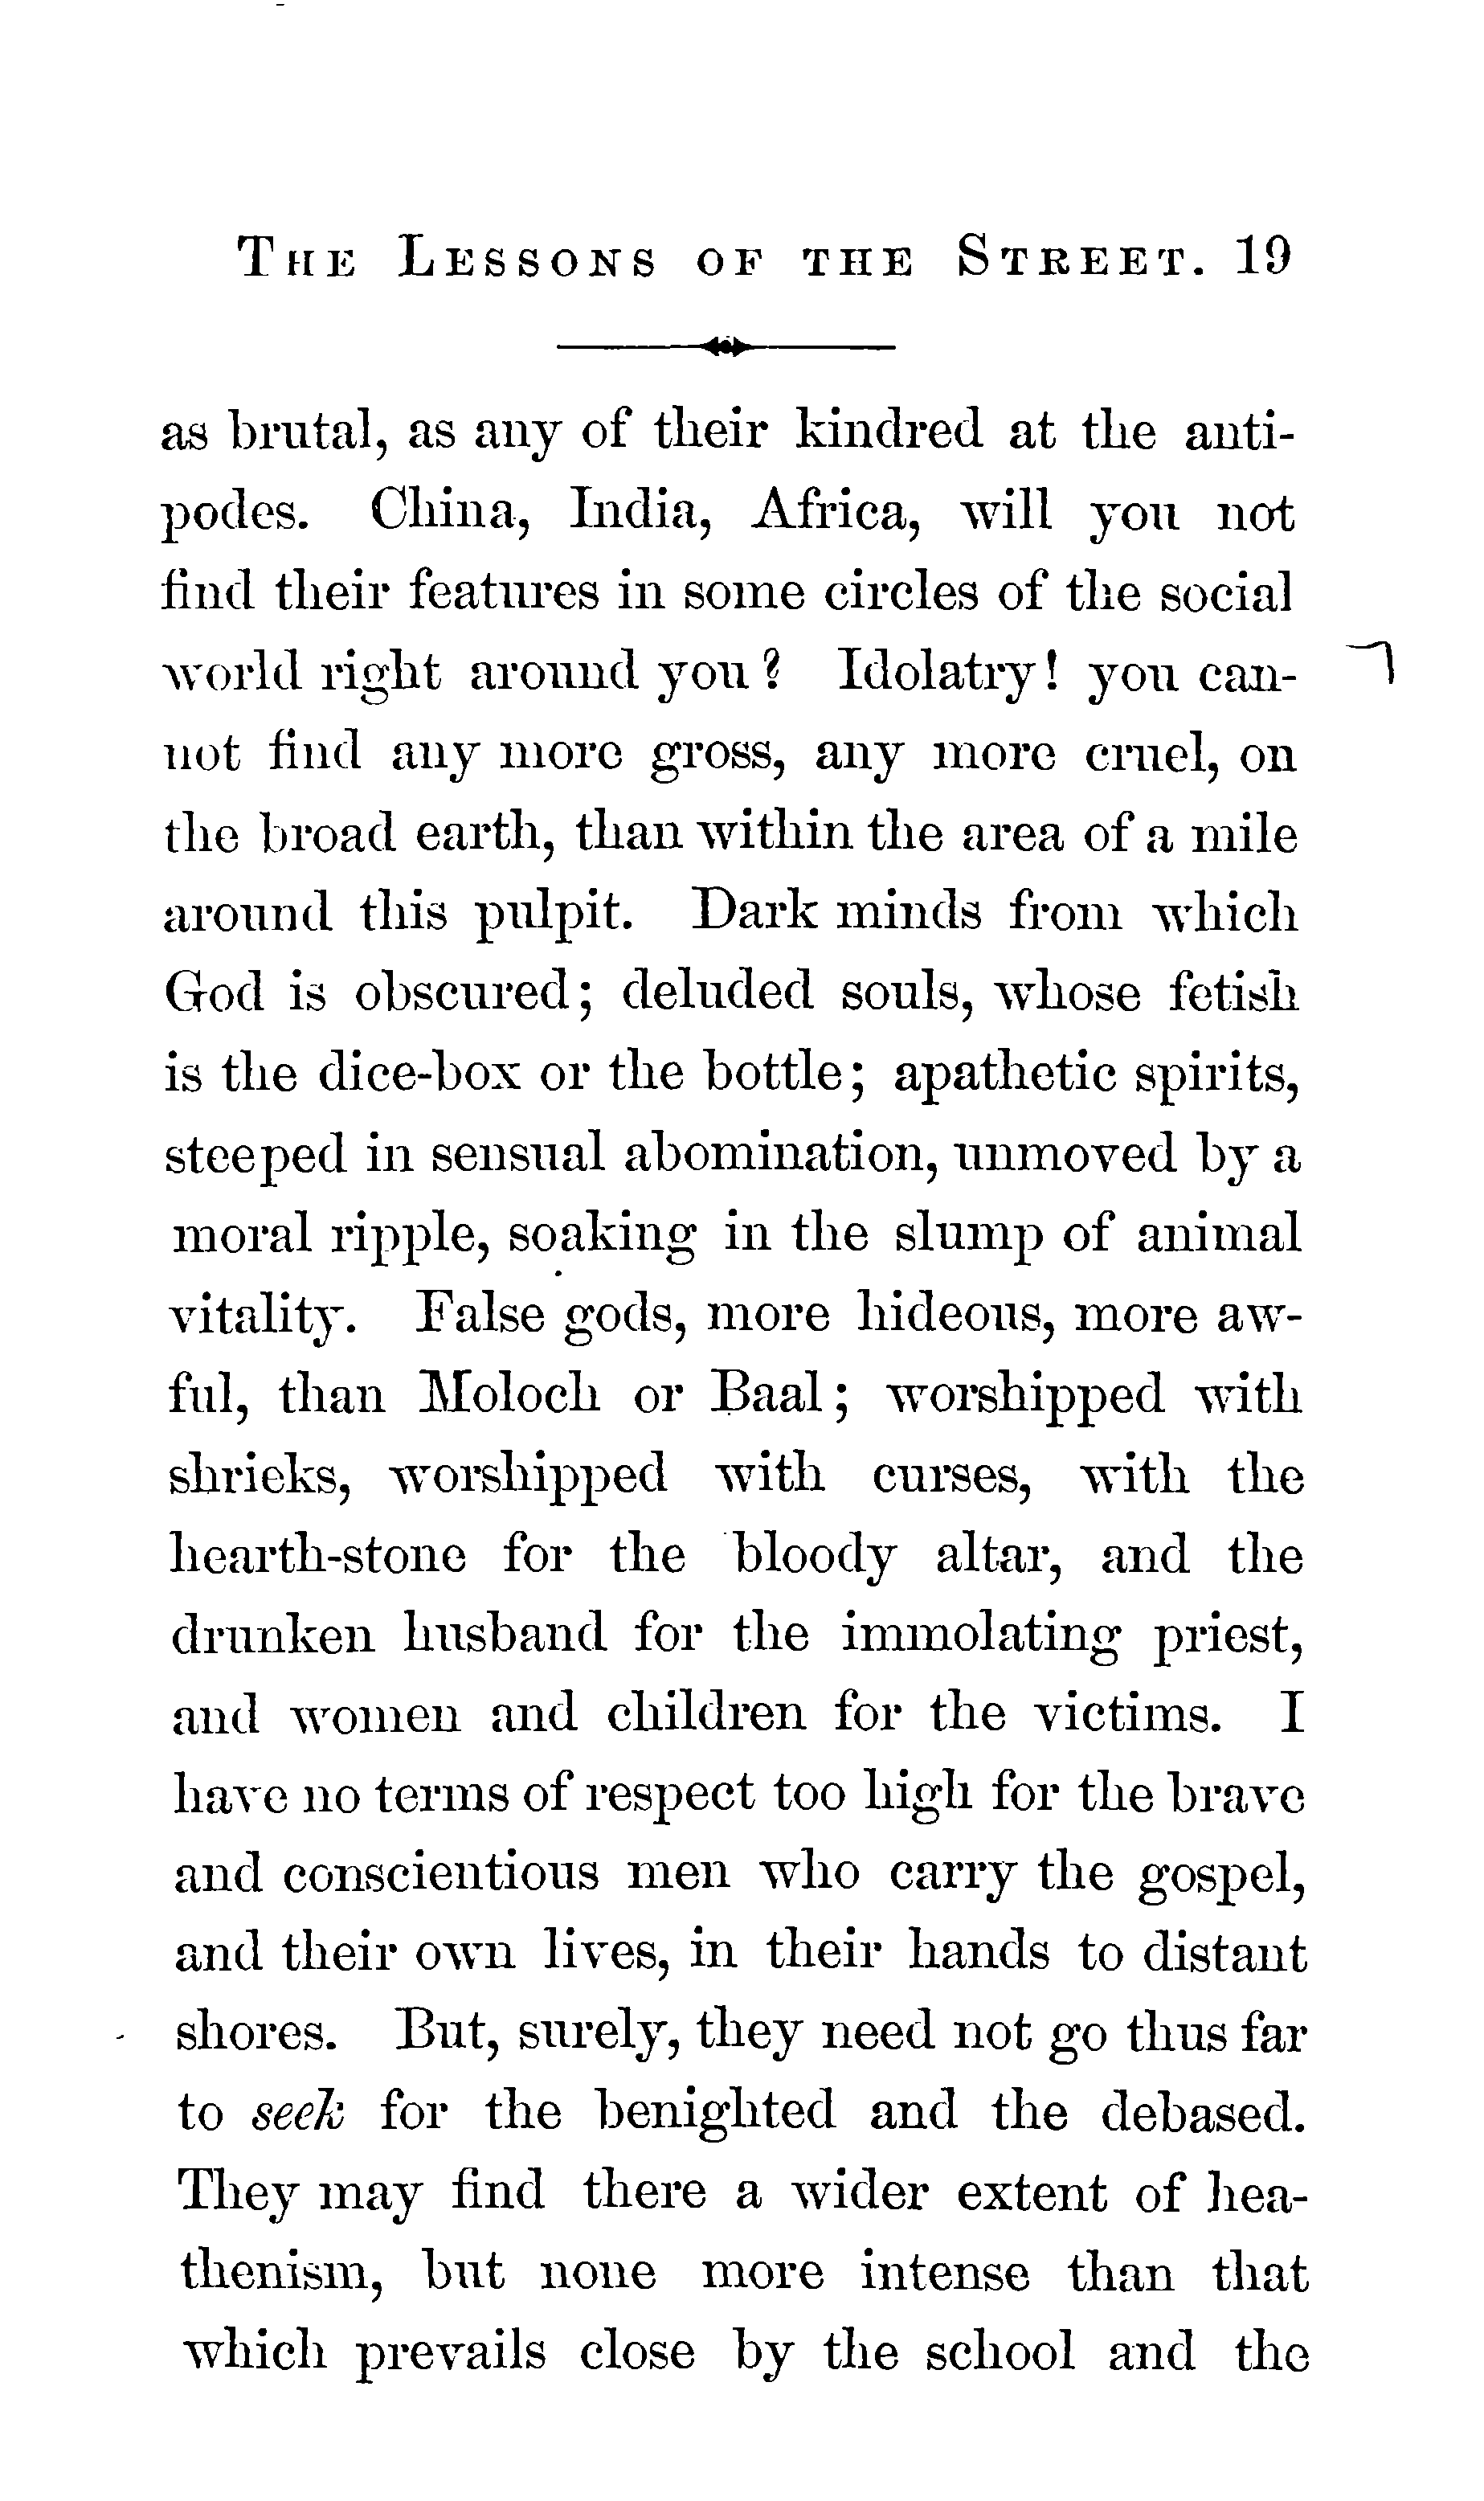 THE LESSONS OF THE STREET. 19
as brutal, as any of their kindred at the anti-
podes. China, India, Africa, will you not
find their features in some circles of the social
world right around you? Idolatry! you can-
not find any more gross, any more cruel, on
the broad earth, than within the area of a mile
around this pulpit. Dark minds from which
God is obscured; deluded souls, whose fetish
is the dice-box or the bottle; apathetic spirits,
steeped in sensual abomination, unmoved by a
moral ripple, soaking in the slump of animal
vitality. False gods, more hideous, more aw-
ful, than Moloch or Baal; worshipped with
shrieks, worshipped with curses, with the
hearth-stone for the bloody altar, and the
drunken husband for the immolating priest,
and women and children for the victims. I
have no terms of respect too high for the brave
and conscientious men who carry the gospel,
and their own lives, in their hands to distant
shores. But, surely, they need not go thus far
to seek for the benighted and the debased.
They may find there a wider extent of hea-
thenism, but none more intense than that
which prevails close by the school and the